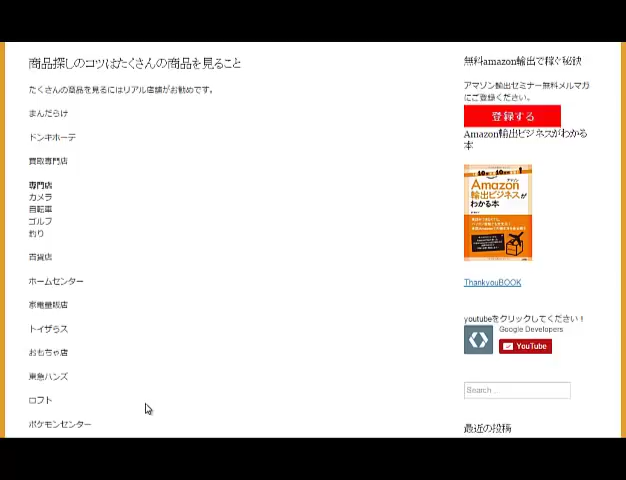 商品探しのコツはたくさんの商品を見ること
たくさんの商品を見るにはリアル店舗がお勧めです。
まんだらけ
ドンキホーテ
買取専門店
専門店
カメラ
自転車
ゴルフ
釣り
百貨店
ホームセンター
家電量販店
トイザらス
おもちゃ店
東急ハンズ
ロフト
ポケモンセンター
無料amazon輸出で稼ぐ秘訣
アマゾン輸出セミナー無料メルマガ
にご登録ください。
登録する
Amazon輸出ビジネスがわかる
本
Amazon
アマゾン
輸出ビジネスが
わかる本
ThankyouBOOK
youtubeをクリックしてください！
Google Developers
YouTube
Search …
最近の投稿